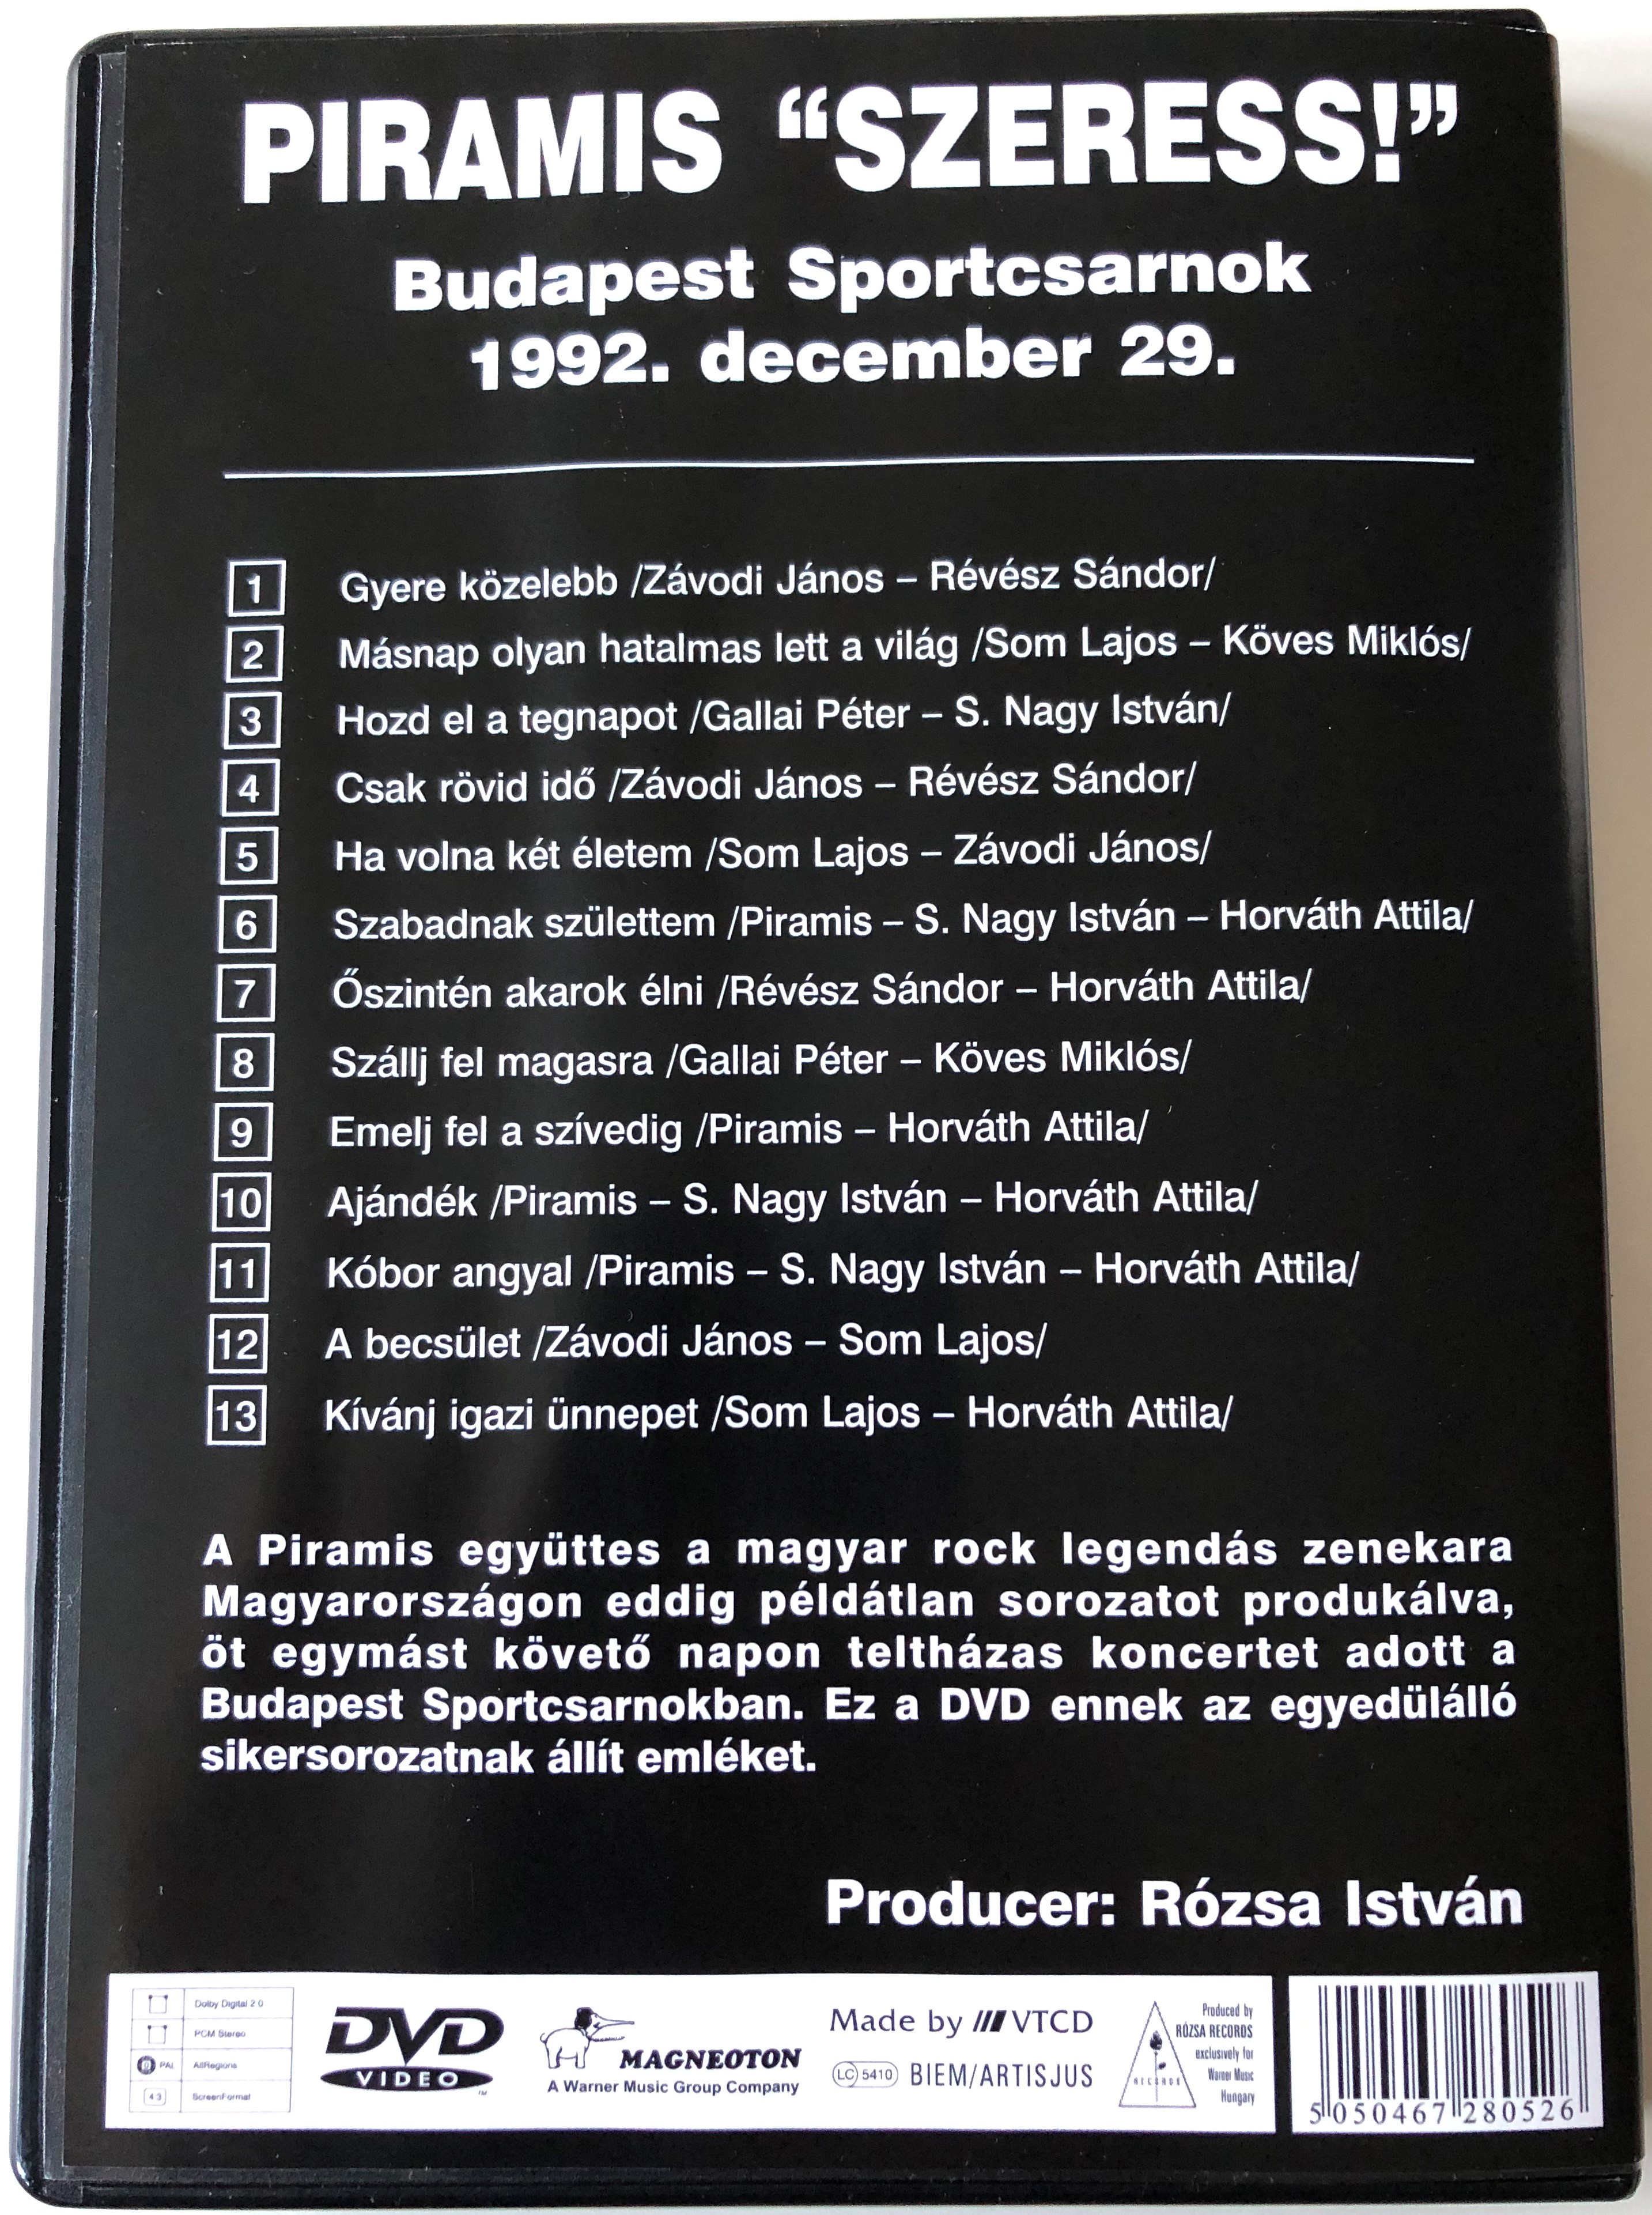 PIRAMIS “SZERESS!”
Budapest Sportcsarnok
1992. december 29.
1 Gyere közelebb /Závodi János – Révész Sándor/
2 Másnap olyan hatalmas lett a világ /Som Lajos – Köves Miklós/
3 Hozd el a tegnapot /Gallai Péter – S. Nagy István/
4 Csak rövid idő /Závodi János – Révész Sándor/
5 Ha volna két életem /Som Lajos – Závodi János/
6 Szabadnak születtem /Piramis – S. Nagy István – Horváth Attila/
7 Őszintén akarok élni /Révész Sándor – Horváth Attila/
8 Szállj fel magasra /Gallai Péter – Köves Miklós/
9 Emelj fel a szívedig /Piramis – Horváth Attila/
10 Ajándék /Piramis – S. Nagy István – Horváth Attila/
11 Kóbor angyal /Piramis – S. Nagy István – Horváth Attila/
12 A becsület /Závodi János – Som Lajos/
13 Kívánj igazi ünnepet /Som Lajos – Horváth Attila/
A Piramis együttes a magyar rock legendás zenekara
Magyarországon eddig példátlan sorozatot produkálva,
öt egymást követő napon teltházas koncertet adott a
Budapest Sportcsarnokban. Ez a DVD ennek az egyedülálló
sikersorozatnak állít emléket.
Producer: Rózsa István
Dolby Digital 2.0
PCM Stereo
PAL AllRegions
4:3 ScreenFormat
DVD
VIDEO
TM
MAGNEOTON
A Warner Music Group Company
Made by VTCD
LC 5410 BIEM/ARTISJUS
RECORDS
Produced by
RÓZSA RECORDS
exclusively for
Warner Music
Hungary
5 050467 280526